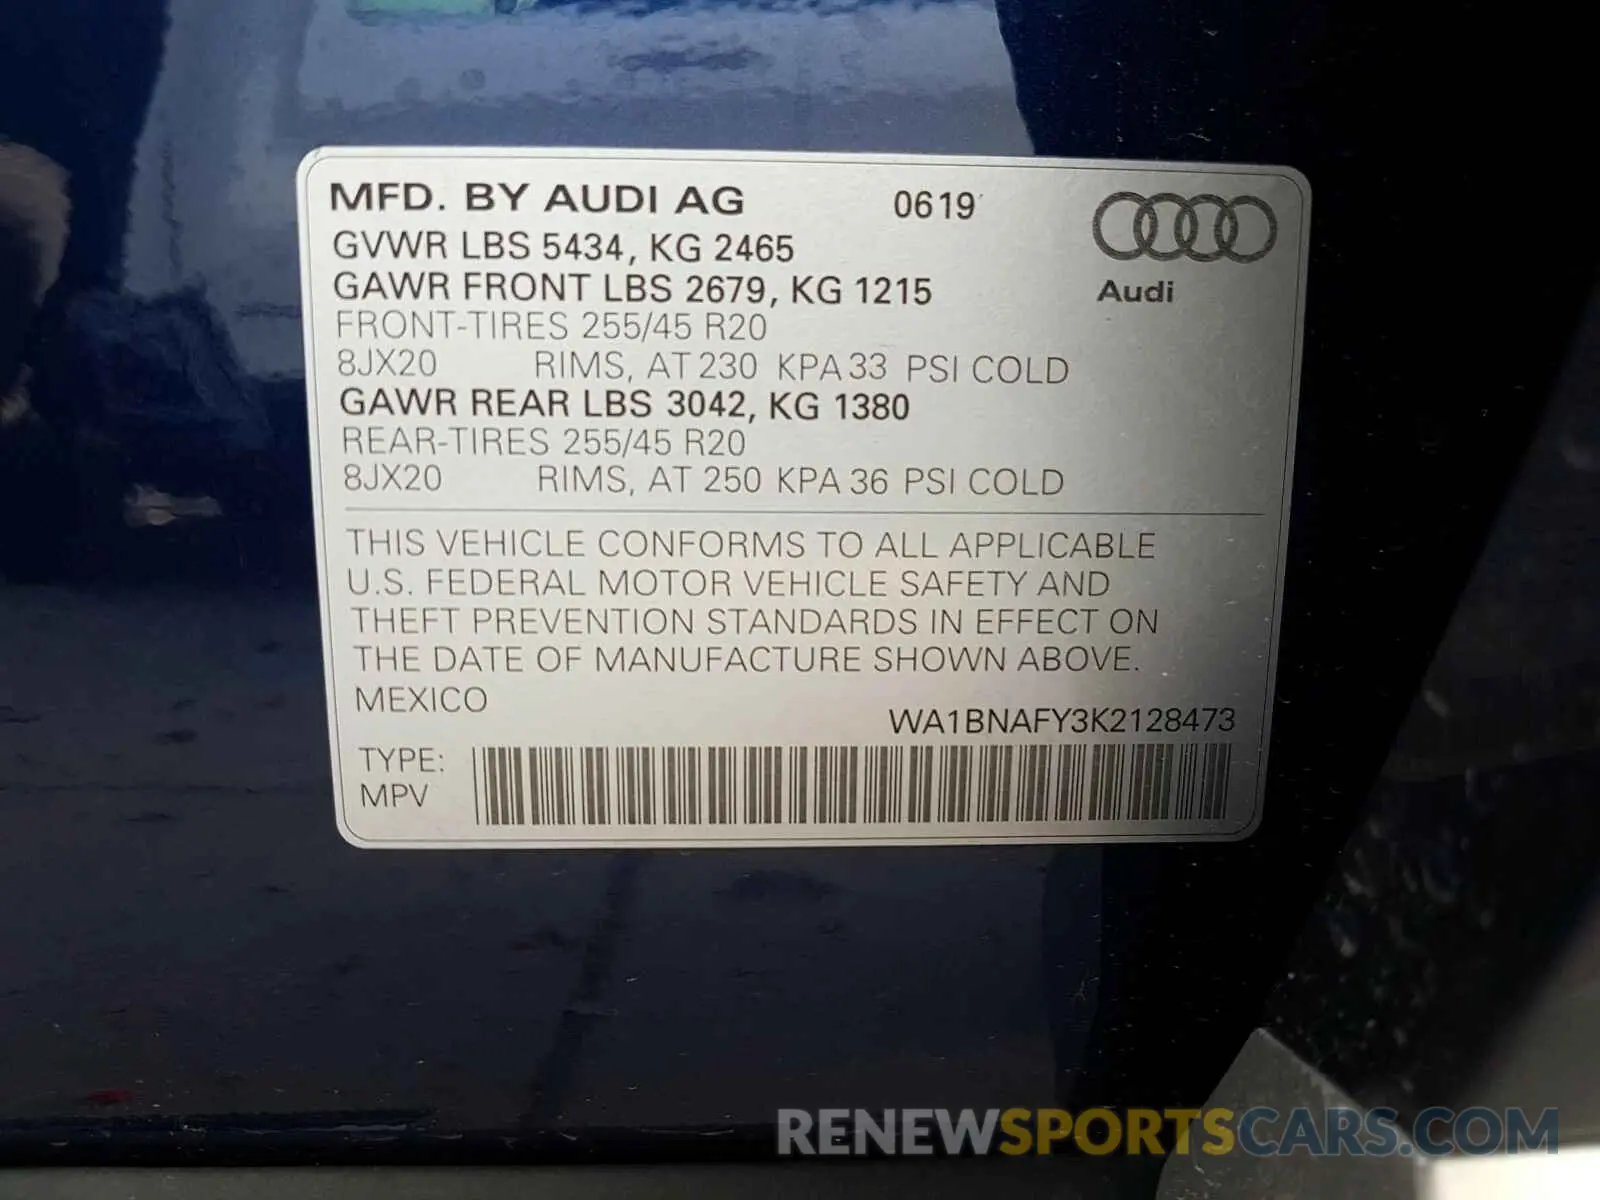 MFD. BY AUDI AG 0619
GVWR LBS 5434, KG 2465
GAWR FRONT LBS 2679, KG 1215
Audi
FRONT-TIRES 255/45 R20
8JX20 RIMS, AT 230 KPA 33 PSI COLD
GAWR REAR LBS 3042, KG 1380
REAR-TIRES 255/45 R20
8JX20 RIMS, AT 250 KPA 36 PSI COLD
THIS VEHICLE CONFORMS TO ALL APPLICABLE
U.S. FEDERAL MOTOR VEHICLE SAFETY AND
THEFT PREVENTION STANDARDS IN EFFECT ON
THE DATE OF MANUFACTURE SHOWN ABOVE.
MEXICO
WA1BNAFY3K2128473
TYPE:
MPV
RENEWSPORTSCARS.COM